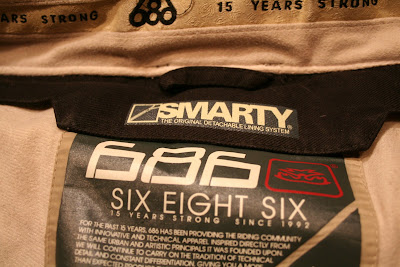 686 15 YEARS STRONG
SMARTY®
THE ORIGINAL DETACHABLE LINING SYSTEM
686
SIX EIGHT SIX
15 YEARS STRONG SINCE 1992
FOR THE PAST 15 YEARS, 686 HAS BEEN PROVIDING THE RIDING COMMUNITY
WITH INNOVATIVE AND TECHNICAL APPAREL INSPIRED DIRECTLY FROM
THE SAME URBAN AND ARTISTIC PRINCIPALS IT WAS FOUNDED UPON.
WE WILL CONTINUE TO CARRY ON THE TRADITION OF TECHNICAL
DETAIL AND CONSTANT DIFFERENTIATION, GIVING YOU A MORE
THAN EXPECTED